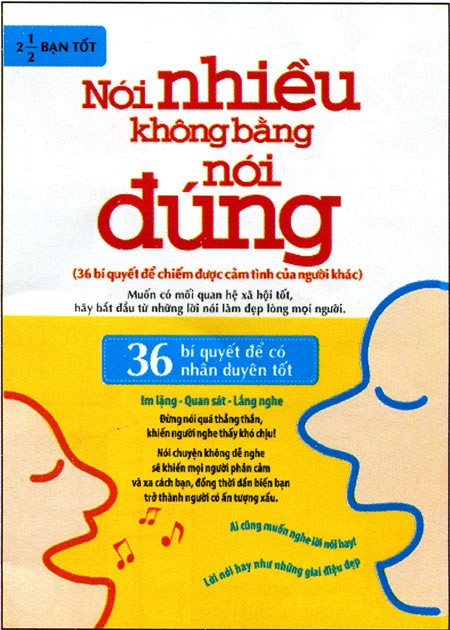 2 1/2 BẠN TỐT
Nói nhiều
không bằng
nói
đúng
(36 bí quyết để chiếm được cảm tình của người khác)
Muốn có mối quan hệ xã hội tốt,
hãy bắt đầu từ những lời nói làm đẹp lòng mọi người.
36 bí quyết để có
nhân duyên tốt
Im lặng - Quan sát - Lắng nghe
Đừng nói quá thẳng thắn,
khiến người nghe thấy khó chịu!
Nói chuyện không dễ nghe
sẽ khiến mọi người phản cảm
và xa cách bạn, đồng thời dần biến bạn
trở thành người có ấn tượng xấu.
Ai cũng muốn nghe lời nói hay!
Lời nói hay như những giai điệu đẹp